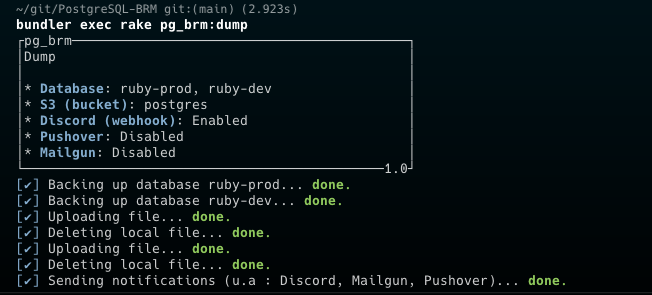 ~/git/PostgreSQL-BRM git:(main) (2.923s)
bundler exec rake pg_brm:dump
pg_brm
Dump
* Database: ruby-prod, ruby-dev
* S3 (bucket): postgres
* Discord (webhook): Enabled
* Pushover: Disabled
* Mailgun: Disabled
1.0
[✔] Backing up database ruby-prod... done.
[✔] Backing up database ruby-dev... done.
[✔] Uploading file... done.
[✔] Deleting local file... done.
[✔] Uploading file... done.
[✔] Deleting local file... done.
[✔] Sending notifications (u.a : Discord, Mailgun, Pushover)... done.